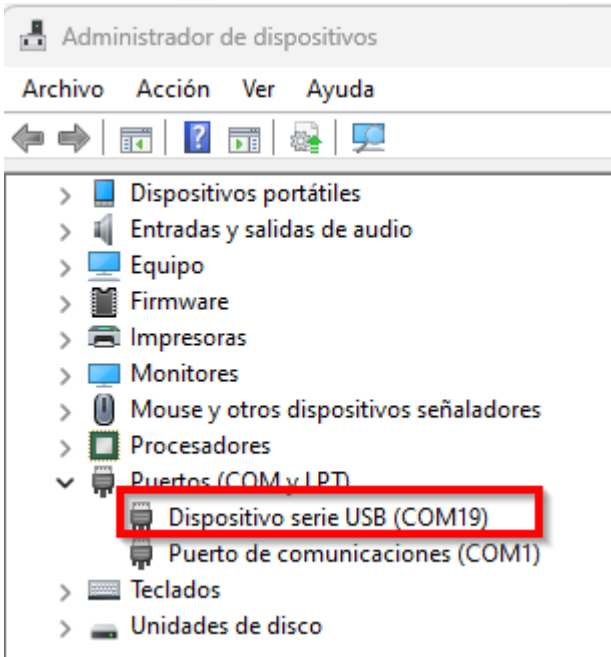 Administrador de dispositivos
Archivo Acción Ver Ayuda
Dispositivos portátiles
Entradas y salidas de audio
Equipo
Firmware
Impresoras
Monitores
Mouse y otros dispositivos señaladores
Procesadores
Puertos (COM y LPT)
Dispositivo serie USB (COM19)
Puerto de comunicaciones (COM1)
Teclados
Unidades de disco